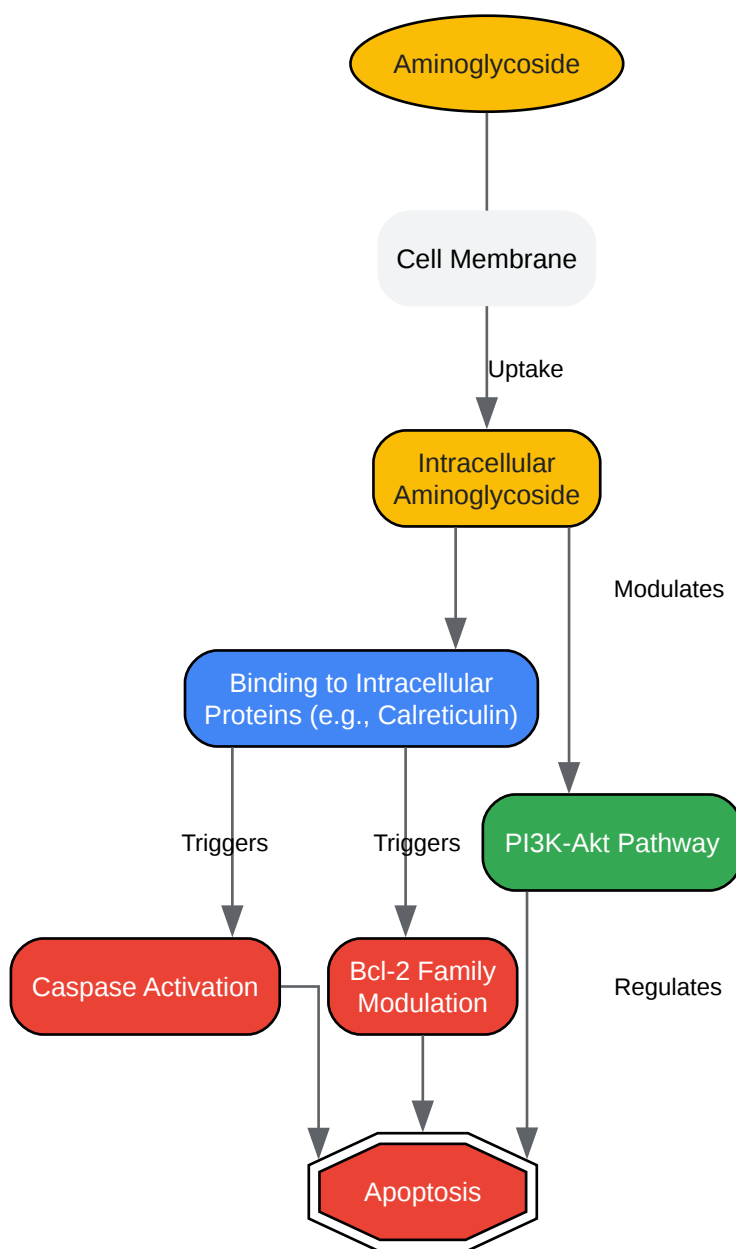 Aminoglycoside
Cell Membrane
Uptake
Intracellular
Aminoglycoside
Modulates
Binding to Intracellular
Proteins (e.g., Calreticulin)
Triggers
Triggers
PI3K-Akt Pathway
Caspase Activation
Bcl-2 Family
Modulation
Regulates
Apoptosis